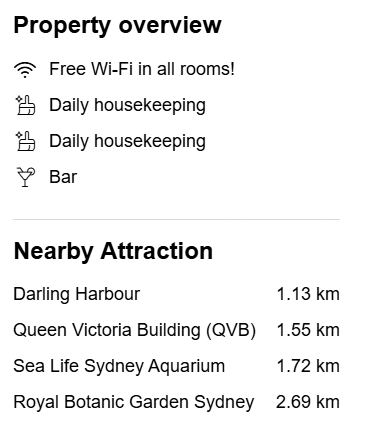 Property overview
Free Wi-Fi in all rooms!
Daily housekeeping
Daily housekeeping
Bar
Nearby Attraction
Darling Harbour 1.13 km
Queen Victoria Building (QVB) 1.55 km
Sea Life Sydney Aquarium 1.72 km
Royal Botanic Garden Sydney 2.69 km